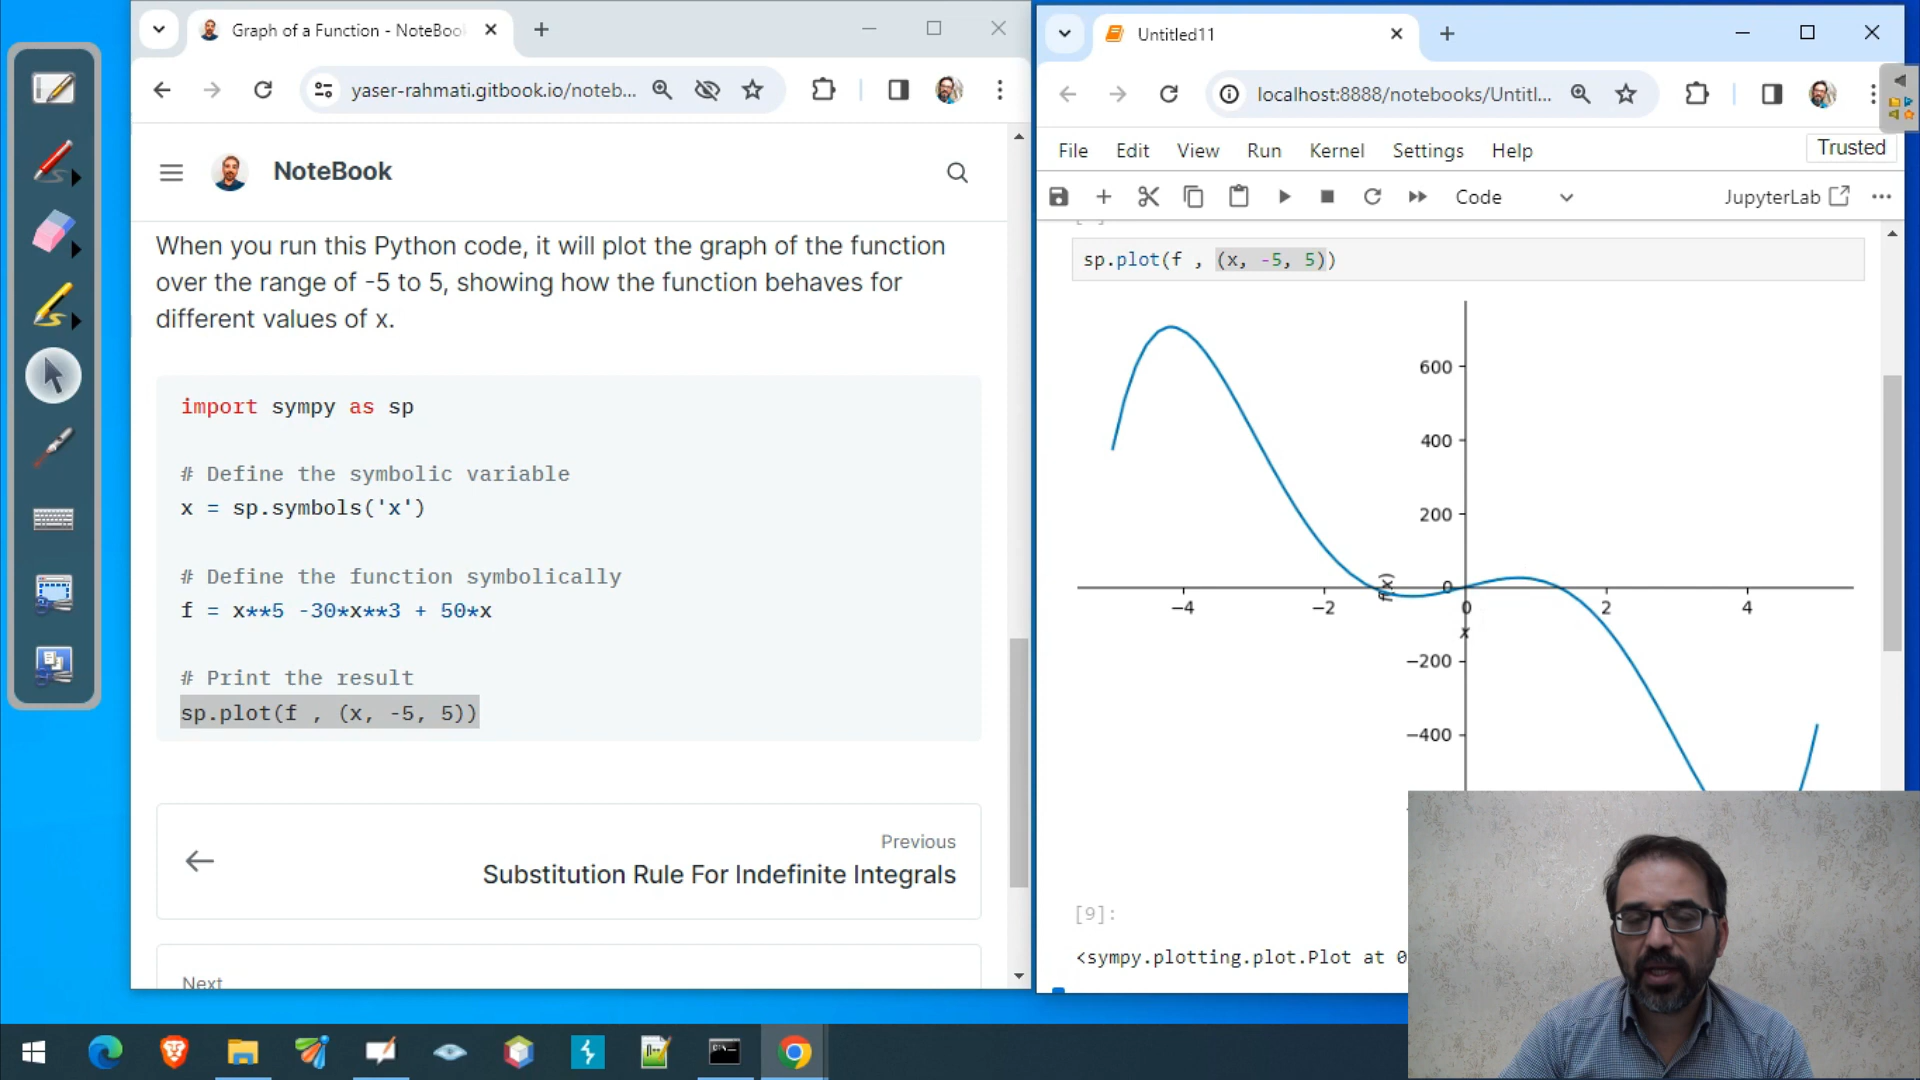 Graph of a Function - NoteBoo
yaser-rahmati.gitbook.io/noteb...
NoteBook
When you run this Python code, it will plot the graph of the function
over the range of -5 to 5, showing how the function behaves for
different values of x.
import sympy as sp
# Define the symbolic variable
x = sp.symbols('x')
# Define the function symbolically
f = x**5 -30*x**3 + 50*x
# Print the result
sp.plot(f , (x, -5, 5))
Previous
Substitution Rule For Indefinite Integrals
Next
Untitled11
localhost:8888/notebooks/Untitl...
File Edit View Run Kernel Settings Help
Trusted
Code
JupyterLab
sp.plot(f , (x, -5, 5))
600
400
200
0
−200
−400
−4 −2 0 2 4
f(x)
x
[9]:
<sympy.plotting.plot.Plot at 0